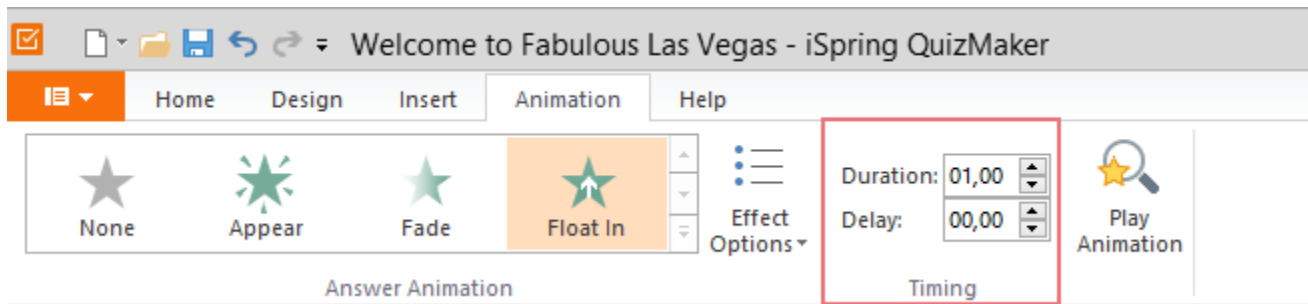 Welcome to Fabulous Las Vegas - iSpring QuizMaker
Home Design Insert Animation Help
None Appear Fade Float In
Effect
Options
Answer Animation
Duration: 01,00
Delay: 00,00
Timing
Play
Animation